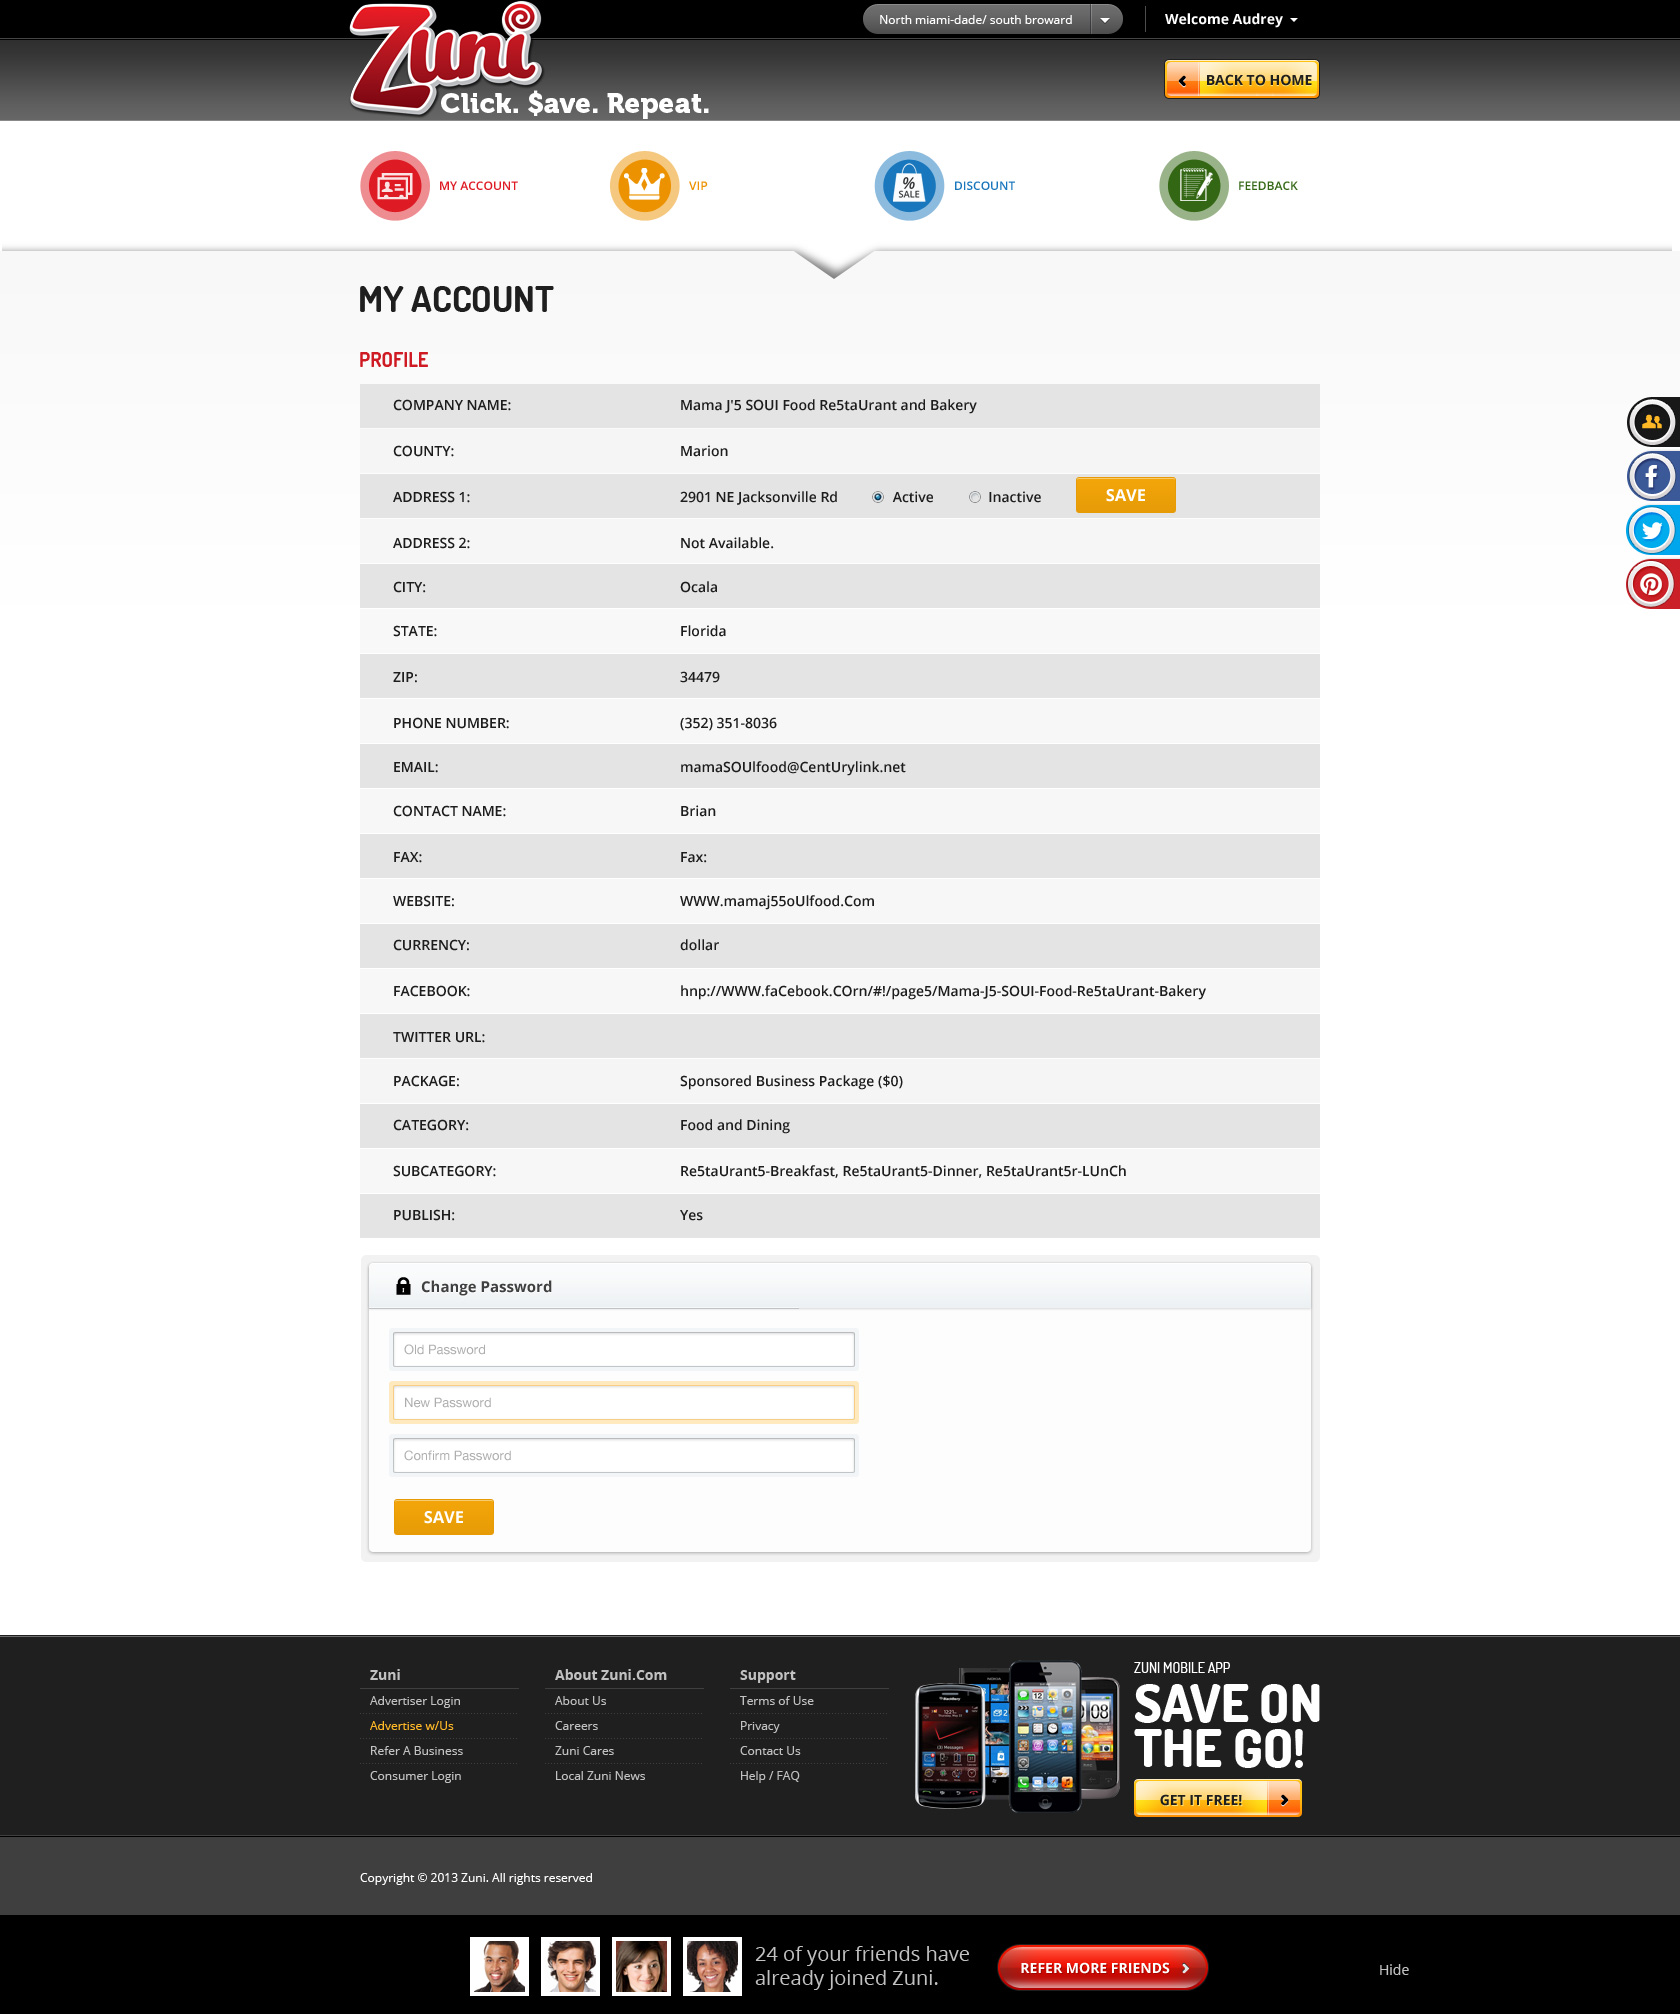 Zuni
Click. $ave. Repeat.
North miami-dade/ south broward
Welcome Audrey
BACK TO HOME
MY ACCOUNT
VIP
% SALE
DISCOUNT
FEEDBACK
MY ACCOUNT
PROFILE
COMPANY NAME: Mama J'5 SOUI Food Re5taUrant and Bakery
COUNTY: Marion
ADDRESS 1: 2901 NE Jacksonville Rd Active Inactive SAVE
ADDRESS 2: Not Available.
CITY: Ocala
STATE: Florida
ZIP: 34479
PHONE NUMBER: (352) 351-8036
EMAIL: mamaSOUlfood@CentUrylink.net
CONTACT NAME: Brian
FAX: Fax:
WEBSITE: WWW.mamaj55oUlfood.Com
CURRENCY: dollar
FACEBOOK: hnp://WWW.faCebook.COrn/#!/page5/Mama-J5-SOUI-Food-Re5taUrant-Bakery
TWITTER URL:
PACKAGE: Sponsored Business Package ($0)
CATEGORY: Food and Dining
SUBCATEGORY: Re5taUrant5-Breakfast, Re5taUrant5-Dinner, Re5taUrant5r-LUnCh
PUBLISH: Yes
Change Password
Old Password
New Password
Confirm Password
SAVE
Zuni
Advertiser Login
Advertise w/Us
Refer A Business
Consumer Login
About Zuni.Com
About Us
Careers
Zuni Cares
Local Zuni News
Support
Terms of Use
Privacy
Contact Us
Help / FAQ
ZUNI MOBILE APP
SAVE ON
THE GO!
GET IT FREE!
Copyright © 2013 Zuni. All rights reserved
24 of your friends have
already joined Zuni.
REFER MORE FRIENDS
Hide